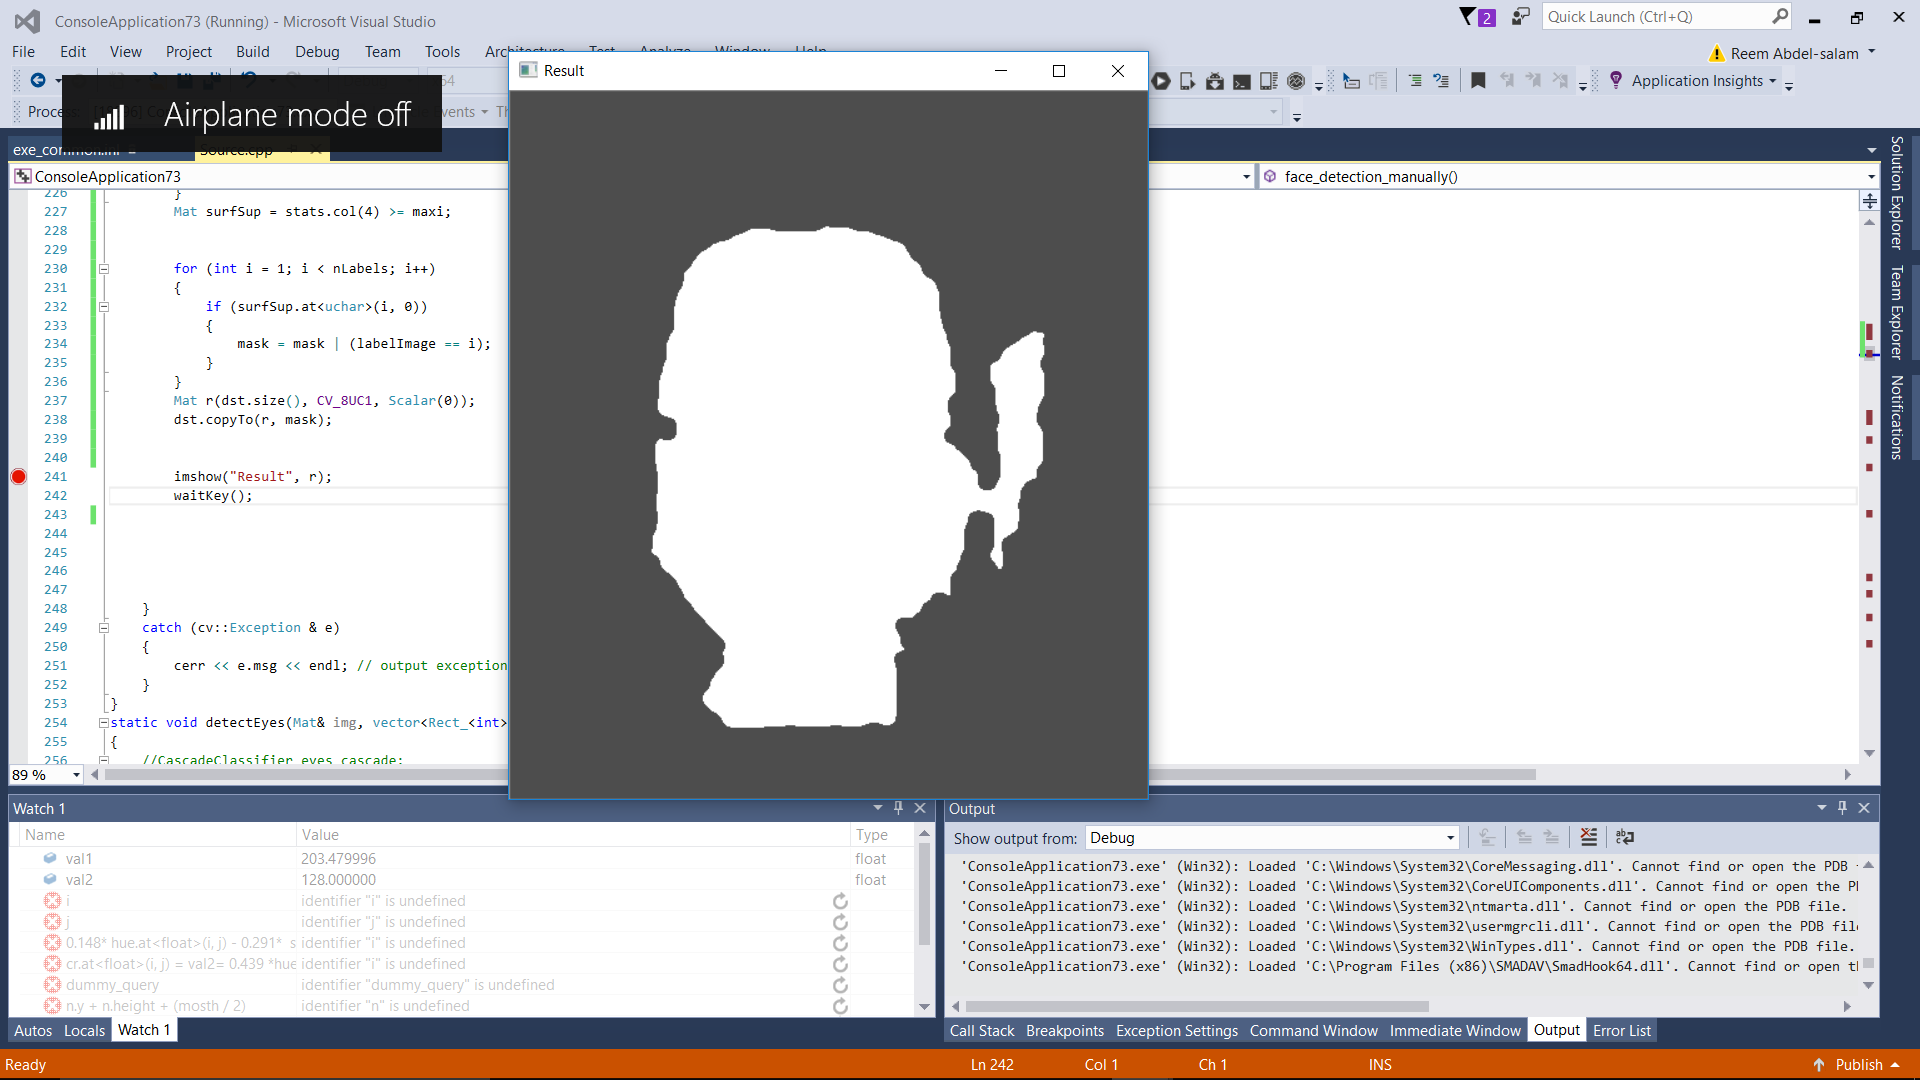 ConsoleApplication73 (Running) - Microsoft Visual Studio
2
Quick Launch (Ctrl+Q)
File Edit View Project Build Debug Team Tools Architecture Test Analyze Window Help
Reem Abdel-salam
Application Insights
Airplane mode off
Result
Source.cpp
ConsoleApplication73
face_detection_manually()
Solution Explorer
Team Explorer
Notifications
226 }
227 Mat surfSup = stats.col(4) >= maxi;
228
229
230 for (int i = 1; i < nLabels; i++)
231 {
232 if (surfSup.at<uchar>(i, 0))
233 {
234 mask = mask | (labelImage == i);
235 }
236 }
237 Mat r(dst.size(), CV_8UC1, Scalar(0));
238 dst.copyTo(r, mask);
239
240
241 imshow("Result", r);
242 waitKey();
243
244
245
246
247
248 }
249 catch (cv::Exception & e)
250 {
251 cerr << e.msg << endl; // output exception
252 }
253 }
254 static void detectEyes(Mat& img, vector<Rect_<int>
255 {
256 //CascadeClassifier eyes_cascade;
89 %
Watch 1
Name Value Type
val1 203.479996 float
val2 128.000000 float
i identifier "i" is undefined
j identifier "j" is undefined
0.148* hue.at<float>(i, j) - 0.291* s identifier "i" is undefined
cr.at<float>(i, j) = val2= 0.439 *hue identifier "i" is undefined
dummy_query identifier "dummy_query" is undefined
n.y + n.height + (mosth / 2) identifier "n" is undefined
Autos Locals Watch 1
Output
Show output from: Debug
'ConsoleApplication73.exe' (Win32): Loaded 'C:\Windows\System32\CoreMessaging.dll'. Cannot find or open the PDB
'ConsoleApplication73.exe' (Win32): Loaded 'C:\Windows\System32\CoreUIComponents.dll'. Cannot find or open the
'ConsoleApplication73.exe' (Win32): Loaded 'C:\Windows\System32\ntmarta.dll'. Cannot find or open the PDB file.
'ConsoleApplication73.exe' (Win32): Loaded 'C:\Windows\System32\usermgrcli.dll'. Cannot find or open the PDB
'ConsoleApplication73.exe' (Win32): Loaded 'C:\Windows\System32\WinTypes.dll'. Cannot find or open the PDB file.
'ConsoleApplication73.exe' (Win32): Loaded 'C:\Program Files (x86)\SMADAV\SmadHook64.dll'. Cannot find or open
Call Stack Breakpoints Exception Settings Command Window Immediate Window Output Error List
Ready Ln 242 Col 1 Ch 1 INS Publish